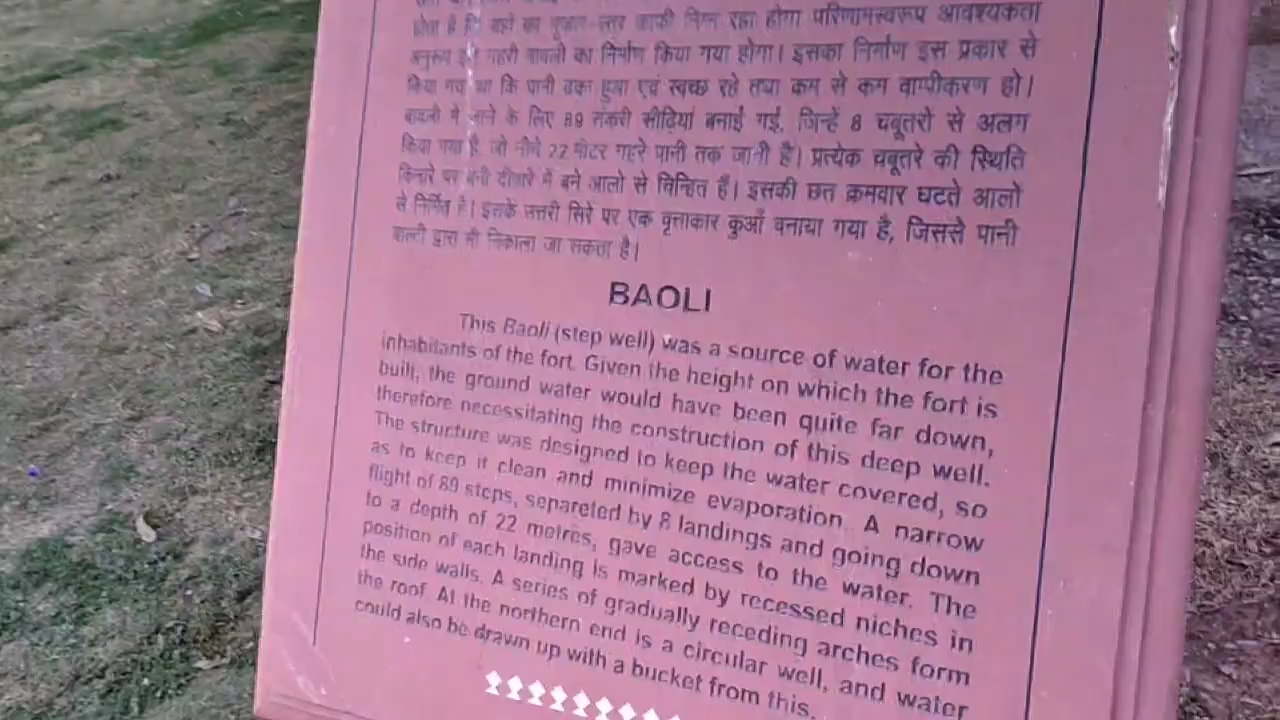 होता है कि यहाँ का भूजल-स्तर काफी निम्न रहा होगा परिणामस्वरूप आवश्यकता
अनुरूप इस गहरी बावली का निर्माण किया गया होगा। इसका निर्माण इस प्रकार से
किया गया था कि पानी ढका हुआ एवं स्वच्छ रहे तथा कम से कम वाष्पीकरण हो।
बावली में जाने के लिए 89 संकरी सीढ़ियां बनाई गई, जिन्हें 8 चबूतरों से अलग
किया गया है, जो नीचे 22 मीटर गहरे पानी तक जाती है। प्रत्येक चबूतरे की स्थिति
किनारे पर बनी दीवारे में बने आलो से चिन्हित हैं। इसकी छत क्रमवार घटते आलो
से निर्मित है। इसके उत्तरी सिरे पर एक वृत्ताकार कुआँ बनाया गया है, जिससे पानी
बाल्टी द्वारा भी निकाला जा सकता है।
BAOLI
This Baoli (step well) was a source of water for the
inhabitants of the fort. Given the height on which the fort is
built, the ground water would have been quite far down,
therefore necessitating the construction of this deep well.
The structure was designed to keep the water covered, so
as to keep it clean and minimize evaporation. A narrow
flight of 89 steps, separeted by 8 landings and going down
to a depth of 22 metres, gave access to the water. The
position of each landing is marked by recessed niches in
the side walls. A series of gradually receding arches form
the roof. At the northern end is a circular well, and water
could also be drawn up with a bucket from this.